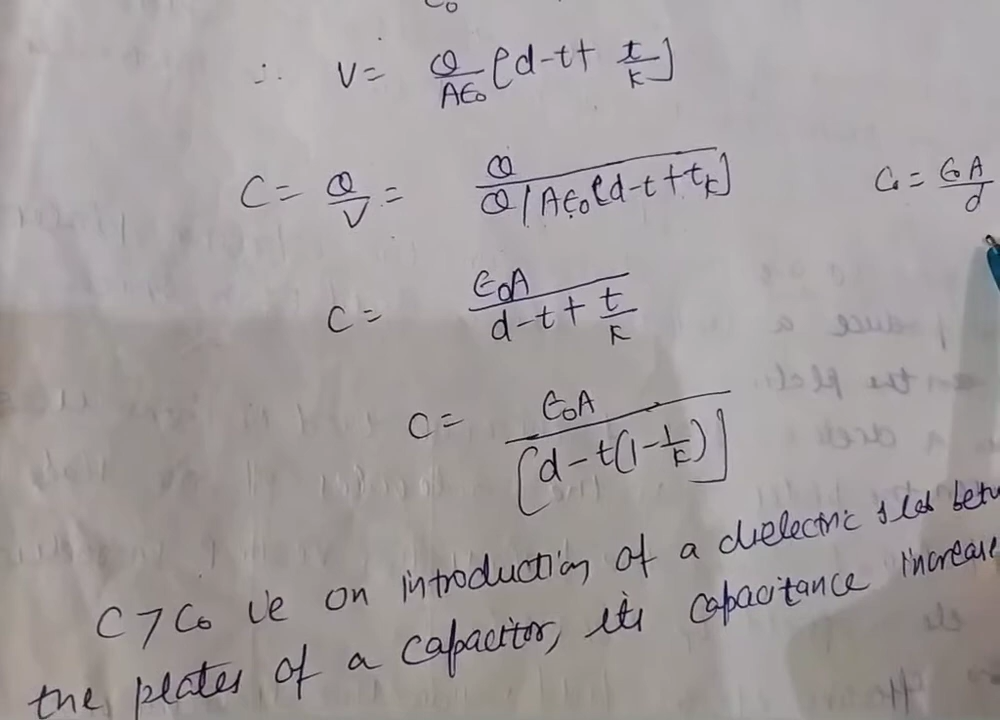 C₀
∴ V = Q/Aε₀ [d-t+ t/k]
C = Q/V = Q / Q/Aε₀[d-t+t/k] C₀ = ε₀A/d
C = ε₀A / d-t+ t/k
C = ε₀A / [d-t(1-1/k)]
C > C₀ ie on introduction of a dielectric slab betw
the plates of a capacitor, its capacitance increase